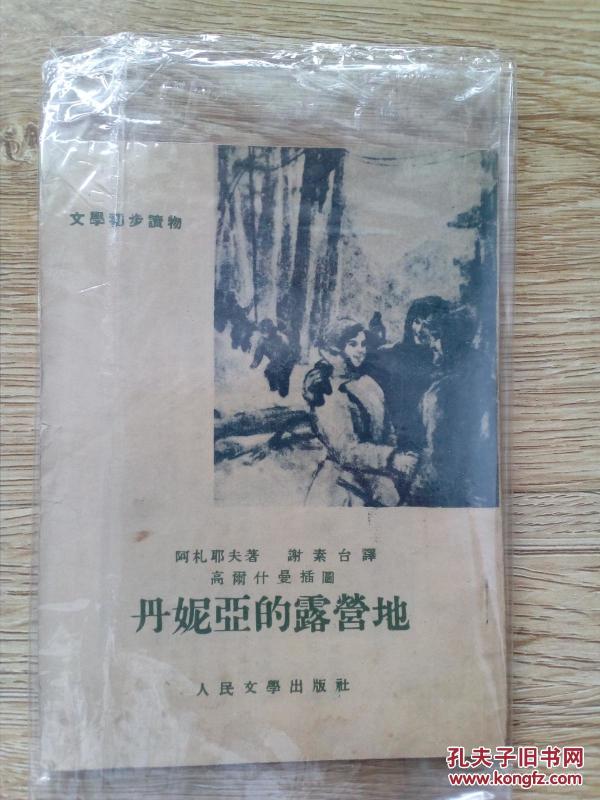 文學初步讀物
阿札耶夫著 謝素台譯
高爾什曼插圖
丹妮亞的露營地
人民文學出版社
孔夫子旧书网
www.kongfz.com